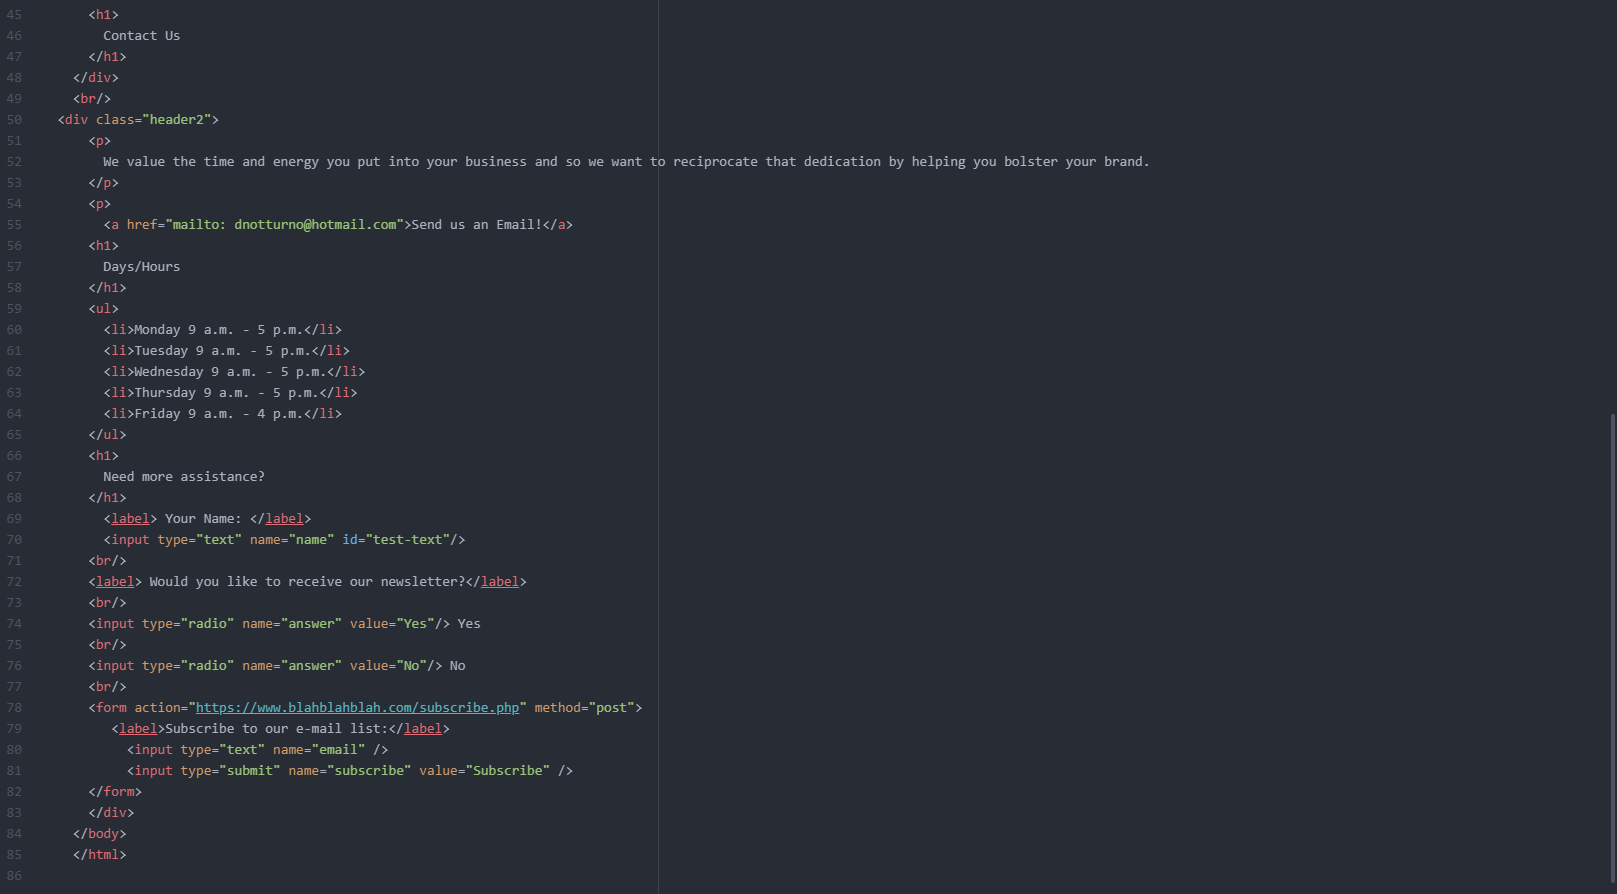 45 <h1>
46 Contact Us
47 </h1>
48 </div>
49 <br/>
50 <div class="header2">
51 <p>
52 We value the time and energy you put into your business and so we want to reciprocate that dedication by helping you bolster your brand.
53 </p>
54 <p>
55 <a href="mailto: dnotturno@hotmail.com">Send us an Email!</a>
56 <h1>
57 Days/Hours
58 </h1>
59 <ul>
60 <li>Monday 9 a.m. - 5 p.m.</li>
61 <li>Tuesday 9 a.m. - 5 p.m.</li>
62 <li>Wednesday 9 a.m. - 5 p.m.</li>
63 <li>Thursday 9 a.m. - 5 p.m.</li>
64 <li>Friday 9 a.m. - 4 p.m.</li>
65 </ul>
66 <h1>
67 Need more assistance?
68 </h1>
69 <label> Your Name: </label>
70 <input type="text" name="name" id="test-text"/>
71 <br/>
72 <label> Would you like to receive our newsletter?</label>
73 <br/>
74 <input type="radio" name="answer" value="Yes"/> Yes
75 <br/>
76 <input type="radio" name="answer" value="No"/> No
77 <br/>
78 <form action="https://www.blahblahblah.com/subscribe.php" method="post">
79 <label>Subscribe to our e-mail list:</label>
80 <input type="text" name="email" />
81 <input type="submit" name="subscribe" value="Subscribe" />
82 </form>
83 </div>
84 </body>
85 </html>
86